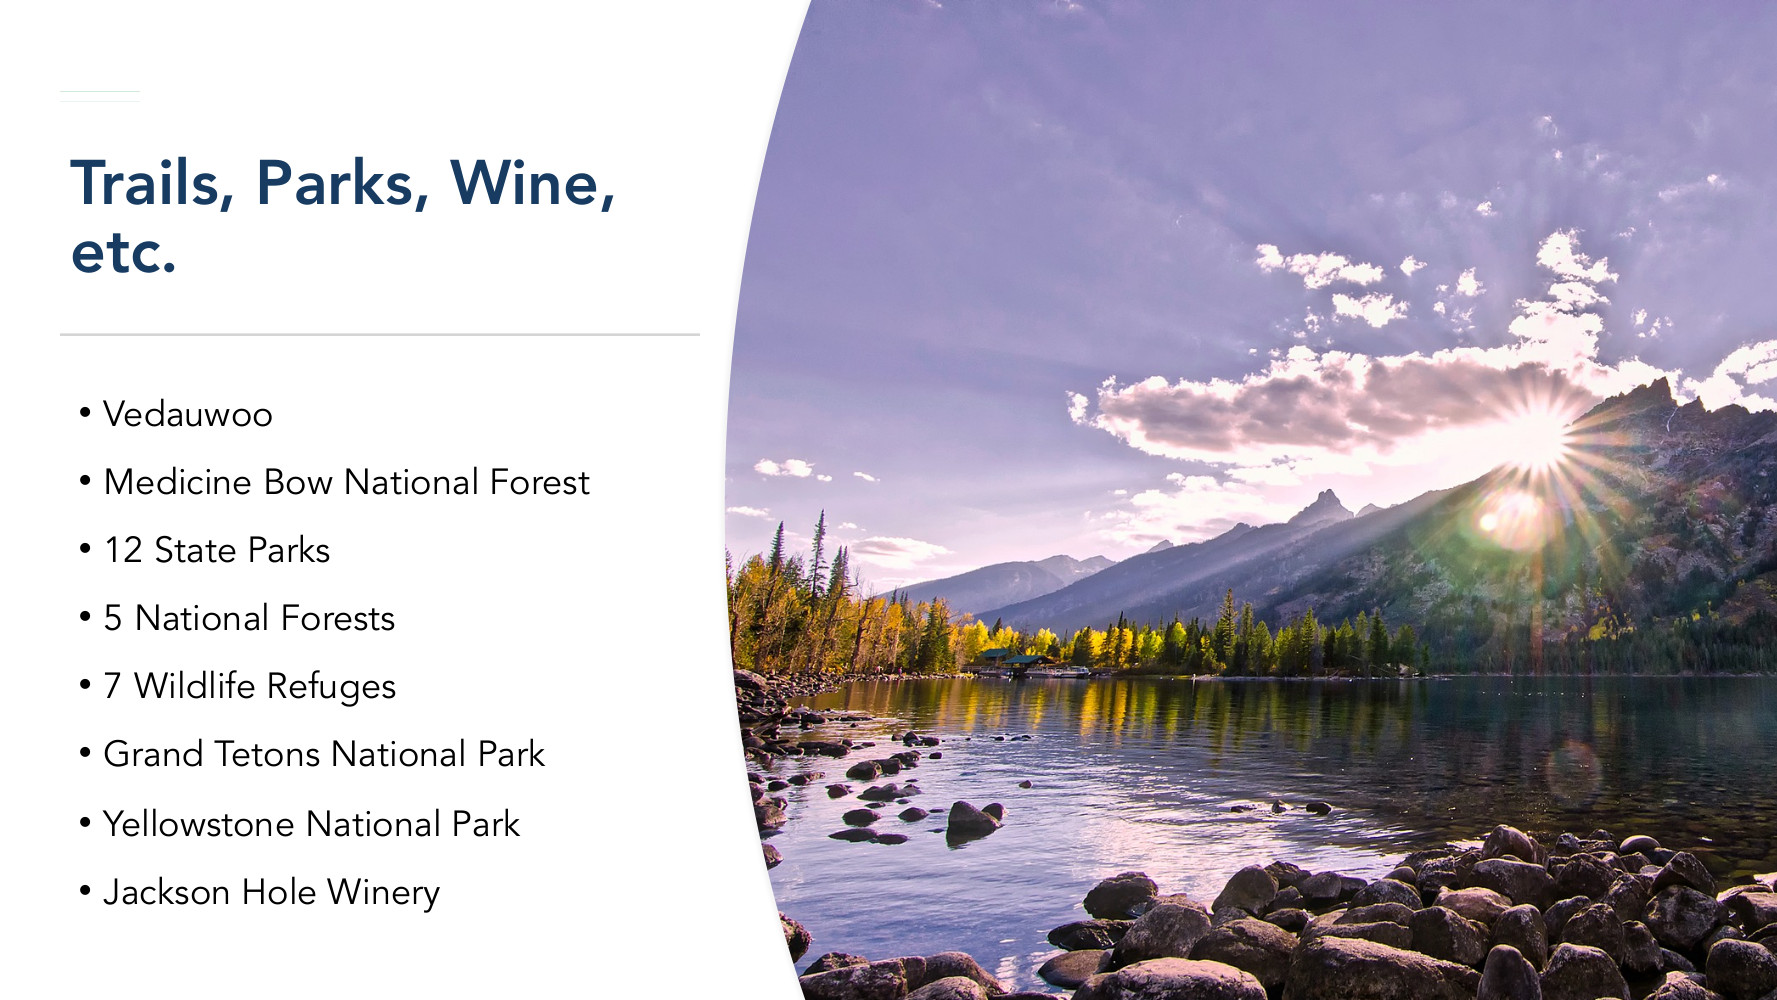 Trails, Parks, Wine,
etc.
• Vedauwoo
• Medicine Bow National Forest
• 12 State Parks
• 5 National Forests
• 7 Wildlife Refuges
• Grand Tetons National Park
• Yellowstone National Park
• Jackson Hole Winery